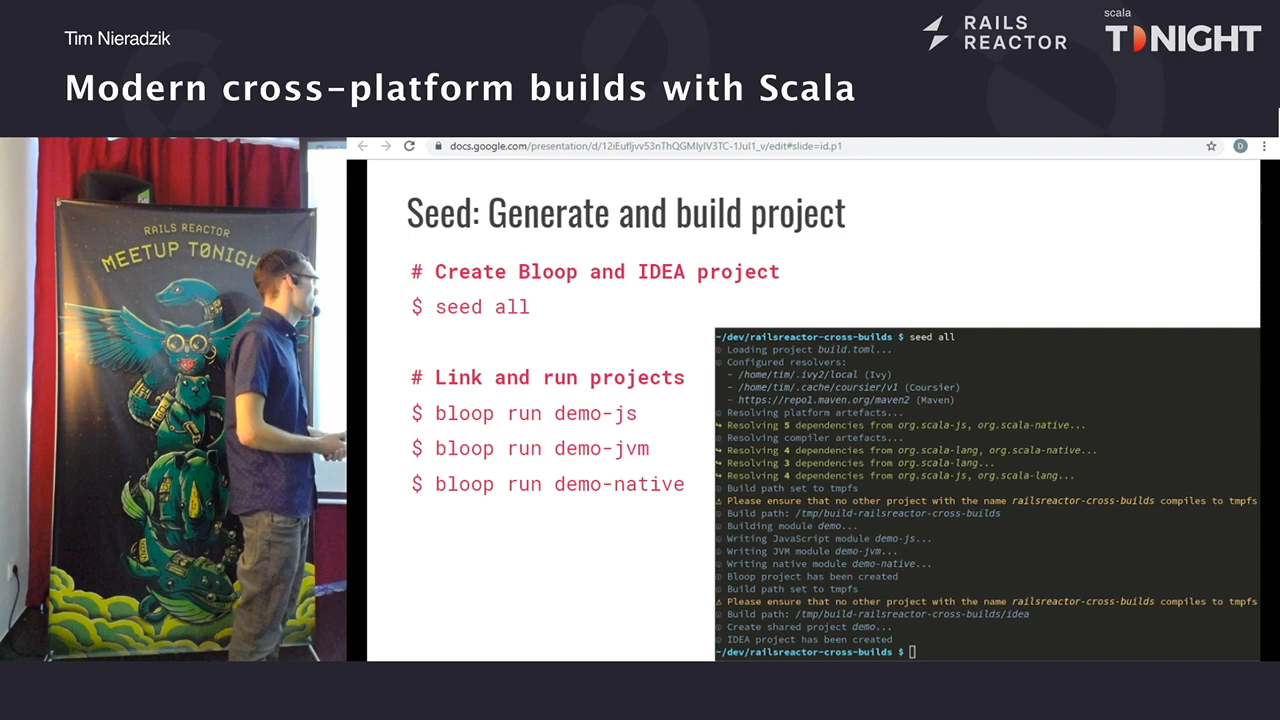 Tim Nieradzik
Modern cross-platform builds with Scala
RAILS
REACTOR
scala
TONIGHT
docs.google.com/presentation/d/12iEufljvv53nThQGMlyIV3TC-1Jul1_v/edit#slide=id.p1
D
RAILS REACTOR
MEETUP T0NIGH
Seed: Generate and build project
# Create Bloop and IDEA project
$ seed all
# Link and run projects
$ bloop run demo-js
$ bloop run demo-jvm
$ bloop run demo-native
~/dev/railsreactor-cross-builds $ seed all
Loading project build.toml...
Configured resolvers:
- /home/tim/.ivy2/local (Ivy)
- /home/tim/.cache/coursier/v1 (Coursier)
- https://repo1.maven.org/maven2 (Maven)
Resolving platform artefacts...
Resolving 5 dependencies from org.scala-js, org.scala-native...
Resolving compiler artefacts...
Resolving 4 dependencies from org.scala-lang, org.scala-native...
Resolving 3 dependencies from org.scala-lang...
Resolving 4 dependencies from org.scala-js, org.scala-lang...
Build path set to tmpfs
Please ensure that no other project with the name railsreactor-cross-builds compiles to tmpfs
Build path: /tmp/build-railsreactor-cross-builds
Building module demo...
Writing JavaScript module demo-js...
Writing JVM module demo-jvm...
Writing native module demo-native...
Bloop project has been created
Build path set to tmpfs
Please ensure that no other project with the name railsreactor-cross-builds compiles to tmpfs
Build path: /tmp/build-railsreactor-cross-builds/idea
Create shared project demo...
IDEA project has been created
~/dev/railsreactor-cross-builds $